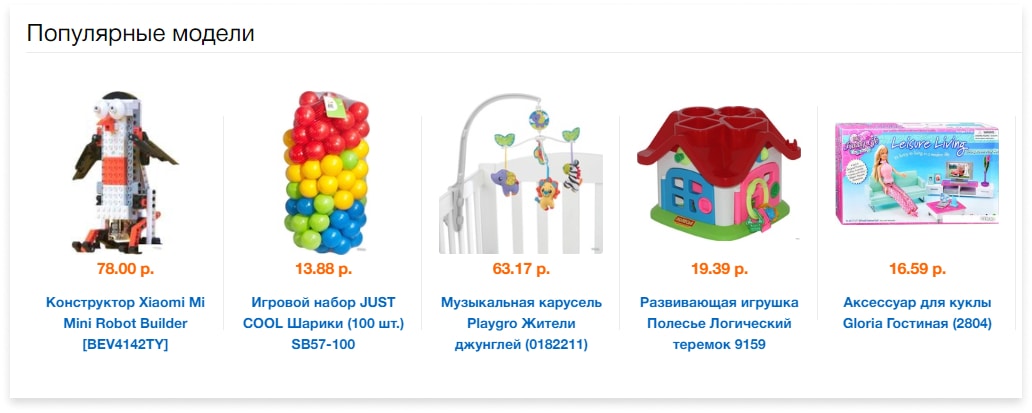 Популярные модели
Leisure Living
78.00 р.
13.88 р.
63.17 р.
19.39 р.
16.59 р.
Конструктор Xiaomi Mi
Mini Robot Builder
[BEV4142TY]
Игровой набор JUST
COOL Шарики (100 шт.)
SB57-100
Музыкальная карусель
Playgro Жители
джунглей (0182211)
Развивающая игрушка
Полесье Логический
теремок 9159
Аксессуар для куклы
Gloria Гостиная (2804)